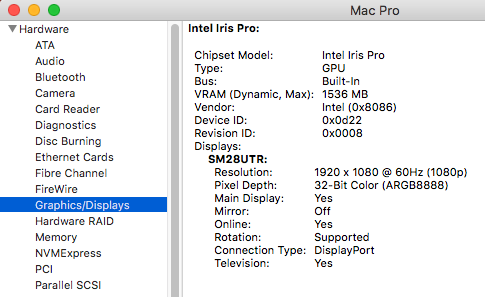 Mac Pro
Hardware
ATA
Audio
Bluetooth
Camera
Card Reader
Diagnostics
Disc Burning
Ethernet Cards
Fibre Channel
FireWire
Graphics/Displays
Hardware RAID
Memory
NVMExpress
PCI
Parallel SCSI
Intel Iris Pro:
Chipset Model: Intel Iris Pro
Type: GPU
Bus: Built-In
VRAM (Dynamic, Max): 1536 MB
Vendor: Intel (0x8086)
Device ID: 0x0d22
Revision ID: 0x0008
Displays:
SM28UTR:
Resolution: 1920 x 1080 @ 60Hz (1080p)
Pixel Depth: 32-Bit Color (ARGB8888)
Main Display: Yes
Mirror: Off
Online: Yes
Rotation: Supported
Connection Type: DisplayPort
Television: Yes